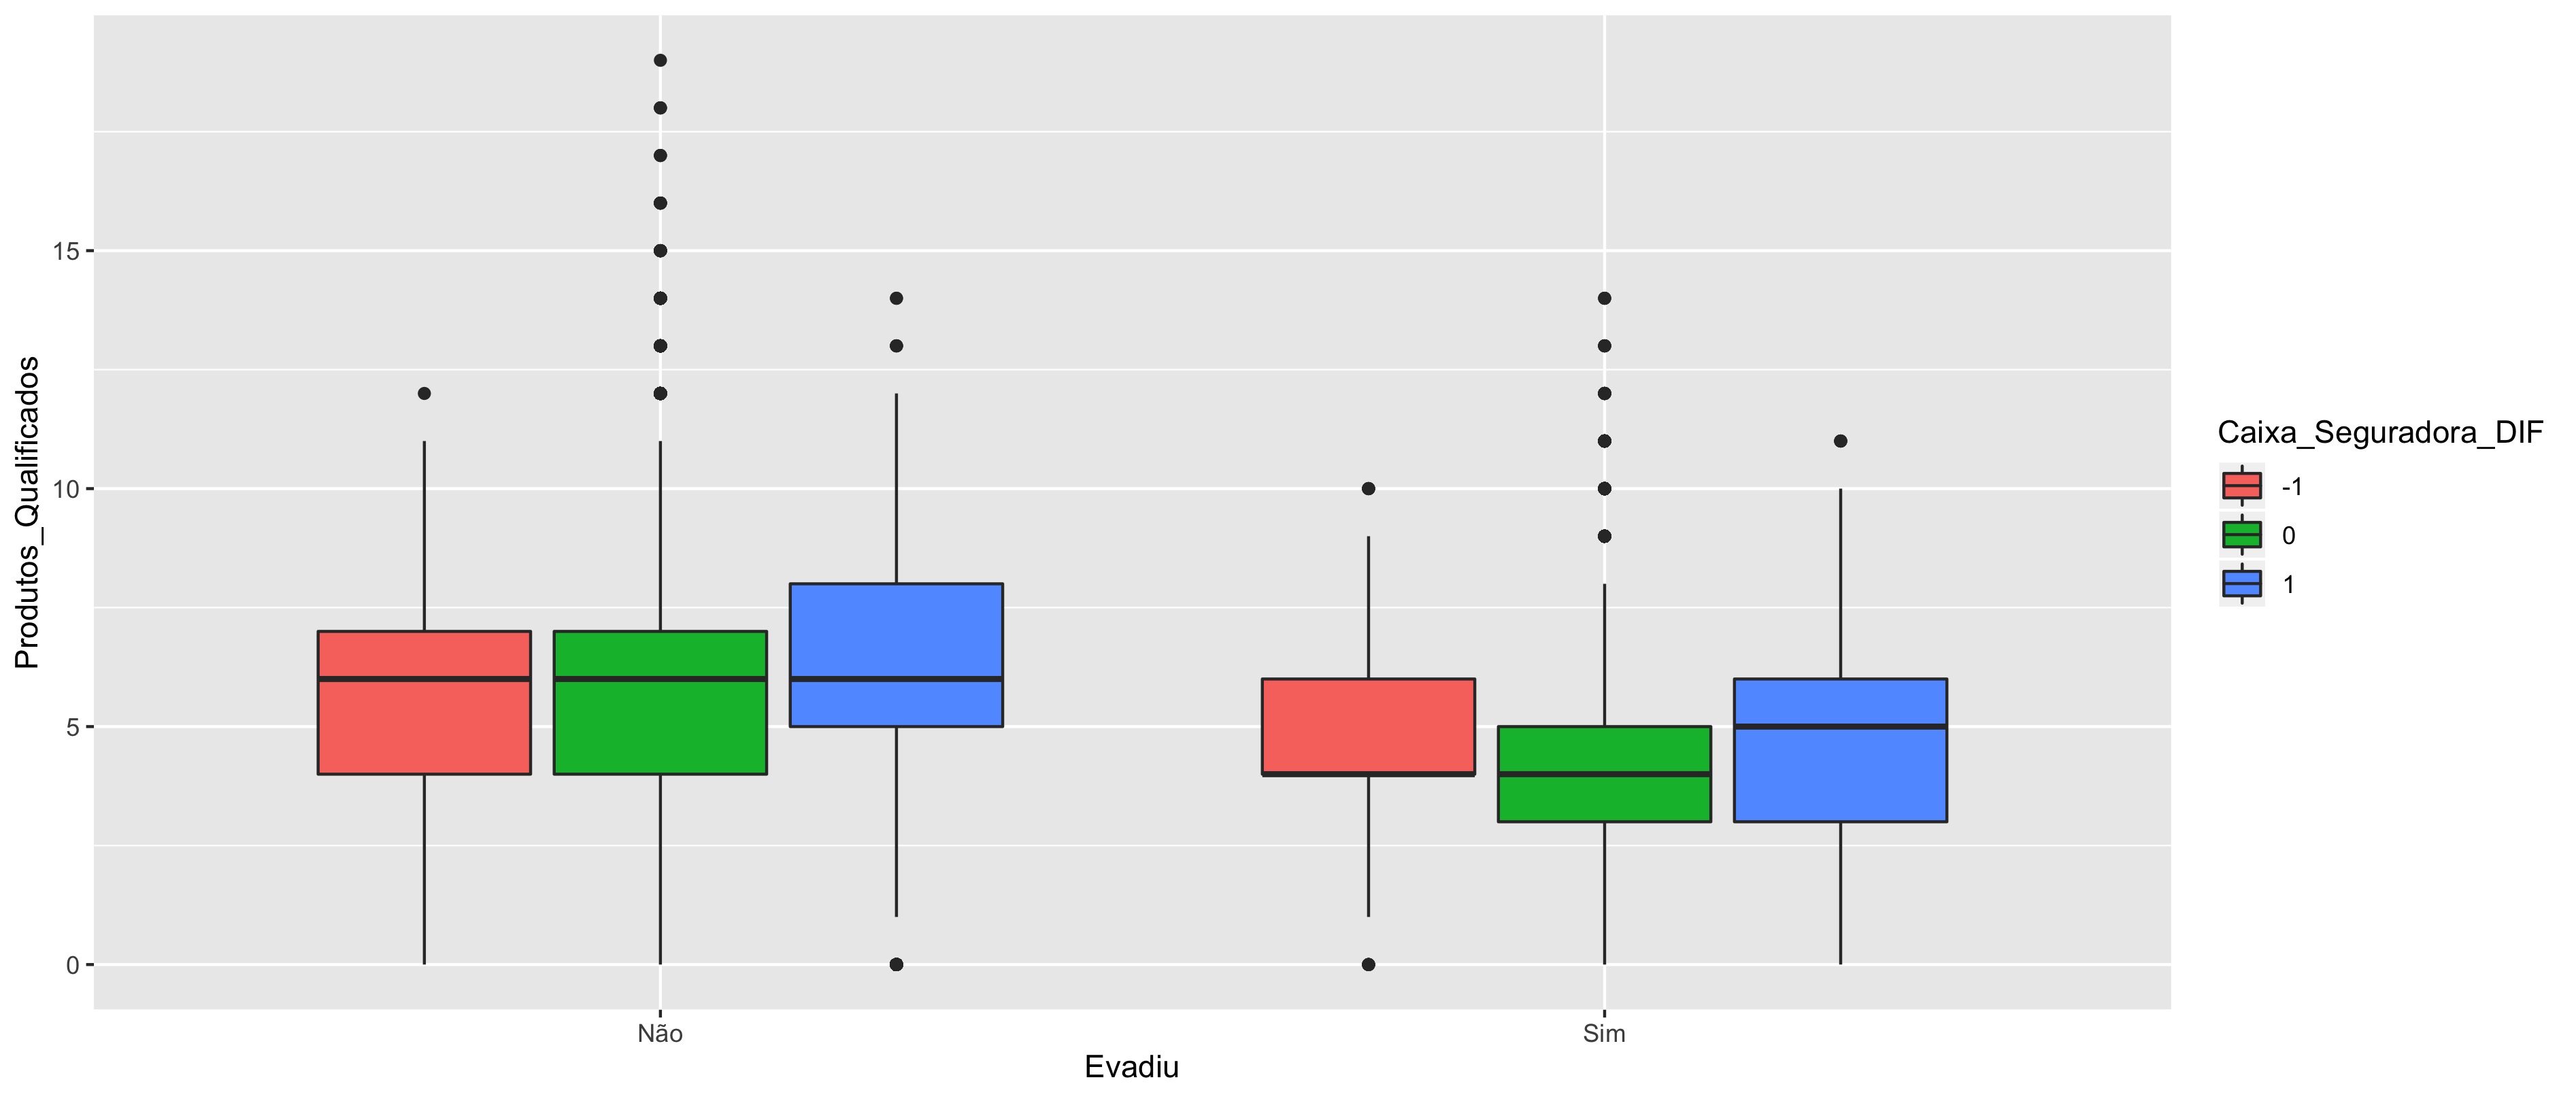 Produtos_Qualificados
15
10
5
0
Não
Sim
Evadiu
Caixa_Seguradora_DIF
-1
0
1